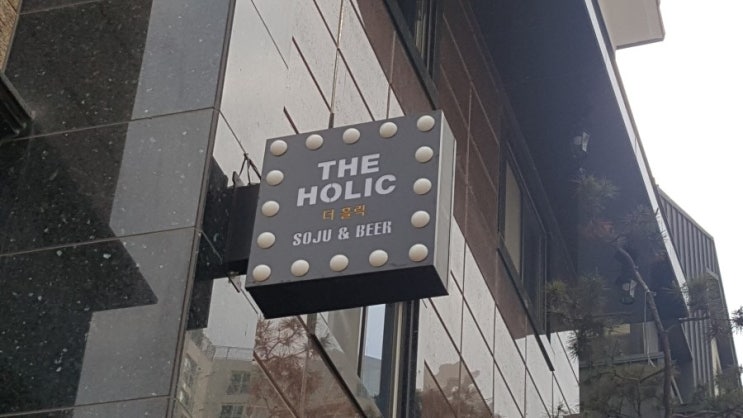 THE
HOLIC
더 홀릭
SOJU & BEER